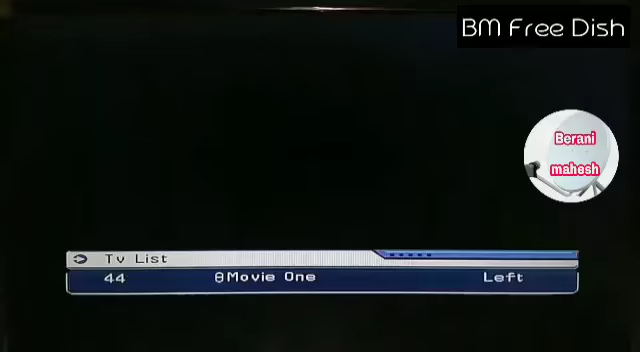 BM Free Dish
Berani
mahesh
Tv List
44 Movie One Left